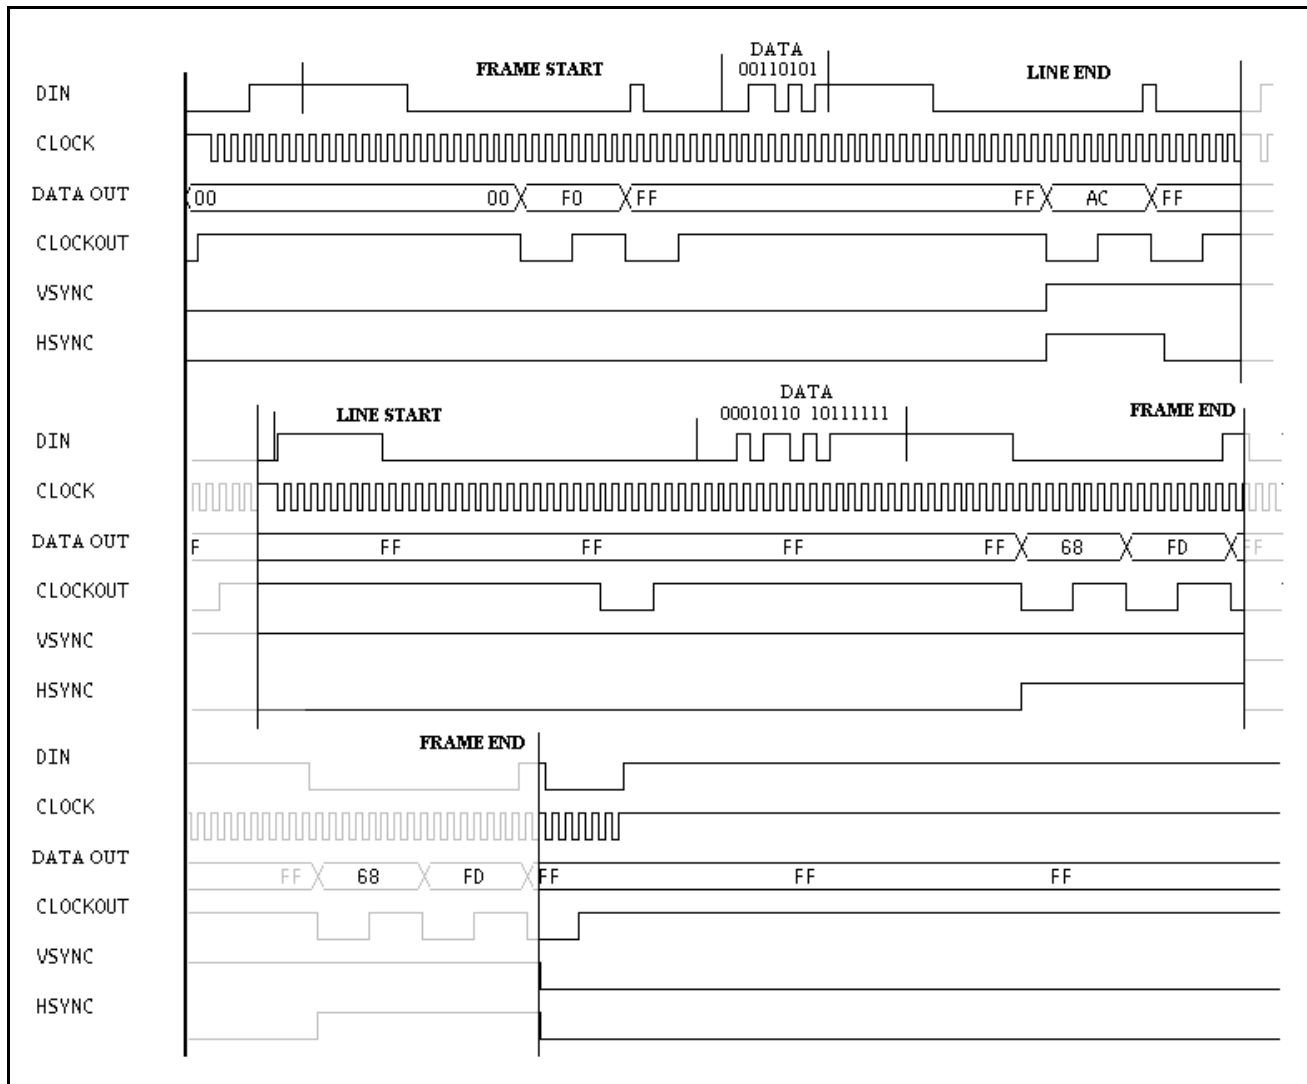 DATA
FRAME START 00110101 LINE END
DIN
CLOCK
DATA OUT 00 00 F0 FF FF AC FF
CLOCKOUT
VSYNC
HSYNC
DATA
LINE START 00010110 10111111 FRAME END
DIN
CLOCK
DATA OUT F FF FF FF FF 68 FD FF
CLOCKOUT
VSYNC
HSYNC
FRAME END
DIN
CLOCK
DATA OUT
FF 68 FD FF FF FF
CLOCKOUT
VSYNC
HSYNC